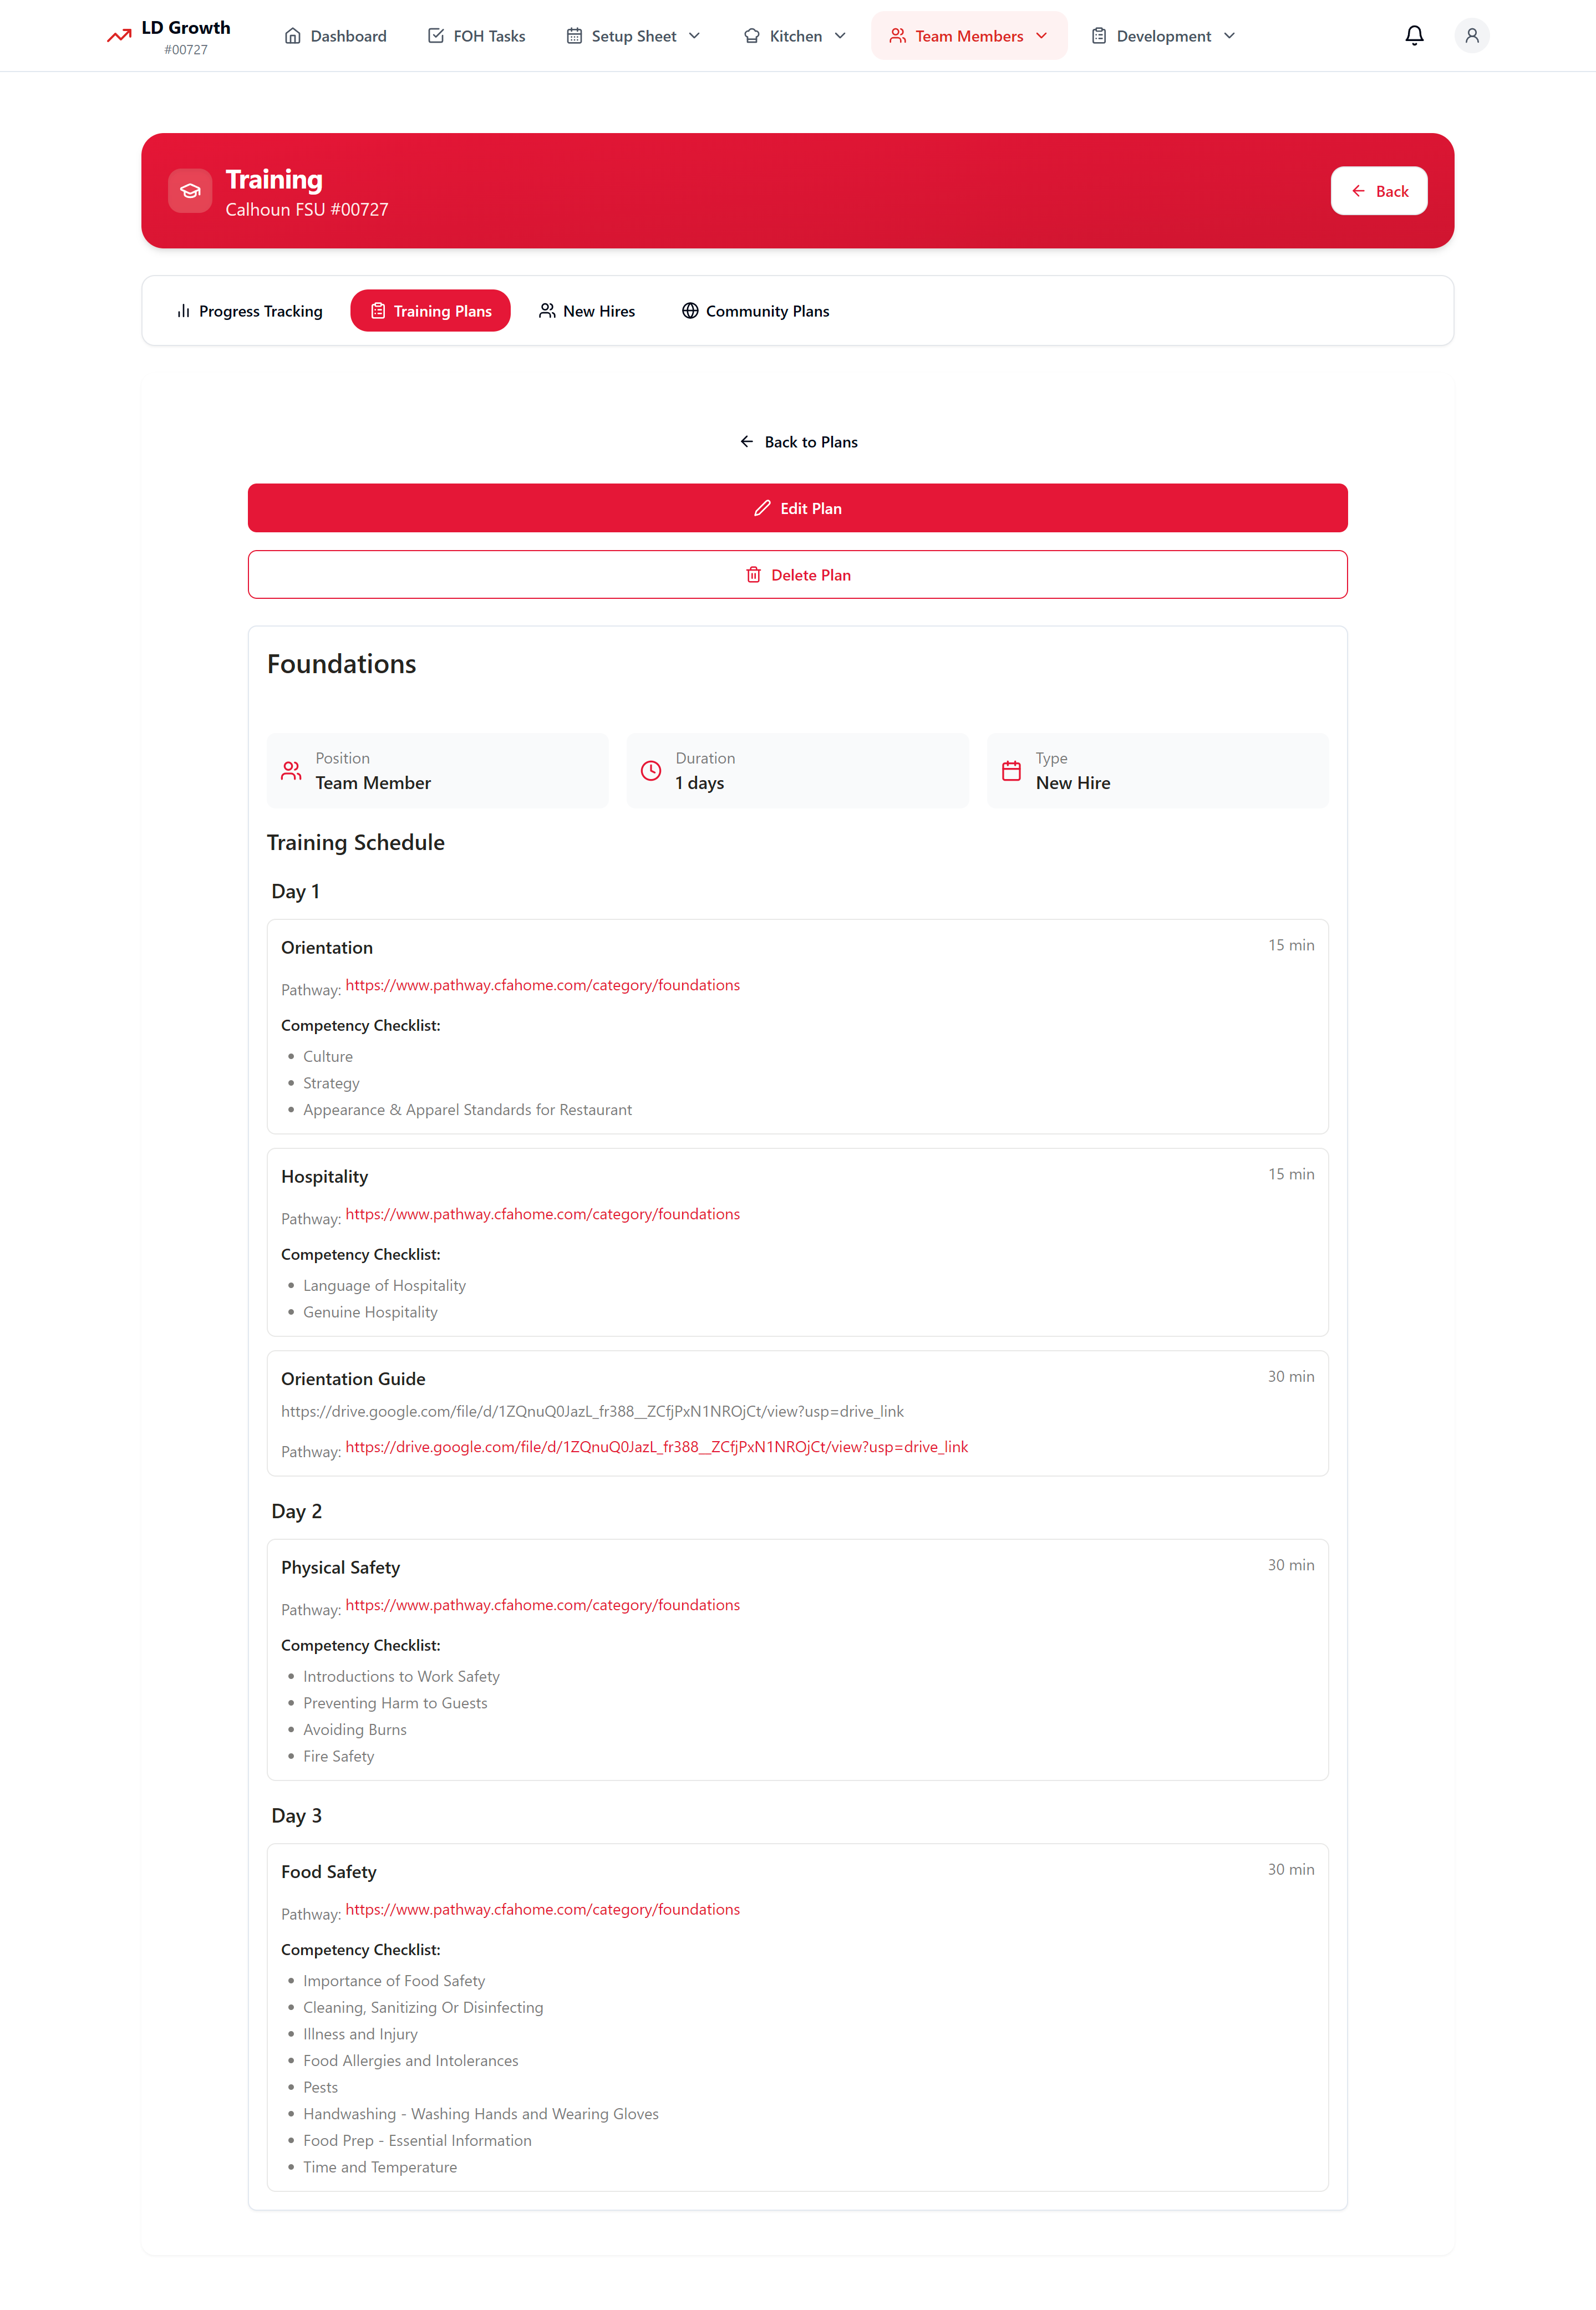 LD Growth
#00727
Dashboard
FOH Tasks
Setup Sheet
Kitchen
Team Members
Development
Training
Calhoun FSU #00727
Back
Progress Tracking
Training Plans
New Hires
Community Plans
Back to Plans
Edit Plan
Delete Plan
Foundations
Position
Team Member
Duration
1 days
Type
New Hire
Training Schedule
Day 1
Orientation
15 min
Pathway: https://www.pathway.cfahome.com/category/foundations
Competency Checklist:
Culture
Strategy
Appearance & Apparel Standards for Restaurant
Hospitality
15 min
Pathway: https://www.pathway.cfahome.com/category/foundations
Competency Checklist:
Language of Hospitality
Genuine Hospitality
Orientation Guide
30 min
https://drive.google.com/file/d/1ZQnuQ0JazL_fr388__ZCfjPxN1NROjCt/view?usp=drive_link
Pathway: https://drive.google.com/file/d/1ZQnuQ0JazL_fr388__ZCfjPxN1NROjCt/view?usp=drive_link
Day 2
Physical Safety
30 min
Pathway: https://www.pathway.cfahome.com/category/foundations
Competency Checklist:
Introductions to Work Safety
Preventing Harm to Guests
Avoiding Burns
Fire Safety
Day 3
Food Safety
30 min
Pathway: https://www.pathway.cfahome.com/category/foundations
Competency Checklist:
Importance of Food Safety
Cleaning, Sanitizing Or Disinfecting
Illness and Injury
Food Allergies and Intolerances
Pests
Handwashing - Washing Hands and Wearing Gloves
Food Prep - Essential Information
Time and Temperature